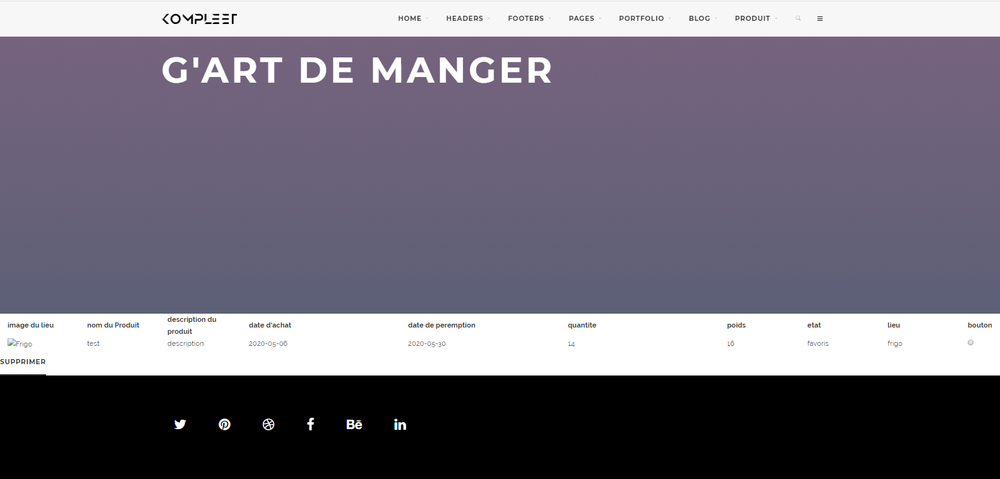 KOMPLEET HOME HEADERS FOOTERS PAGES PORTFOLIO BLOG PRODUIT
G'ART DE MANGER
image du lieu nom du Produit description du produit date d'achat date de peremption quantite poids etat lieu bouton
Frigo test description 2020-05-06 2020-05-30 14 16 favoris frigo
SUPPRIMER
Bē in